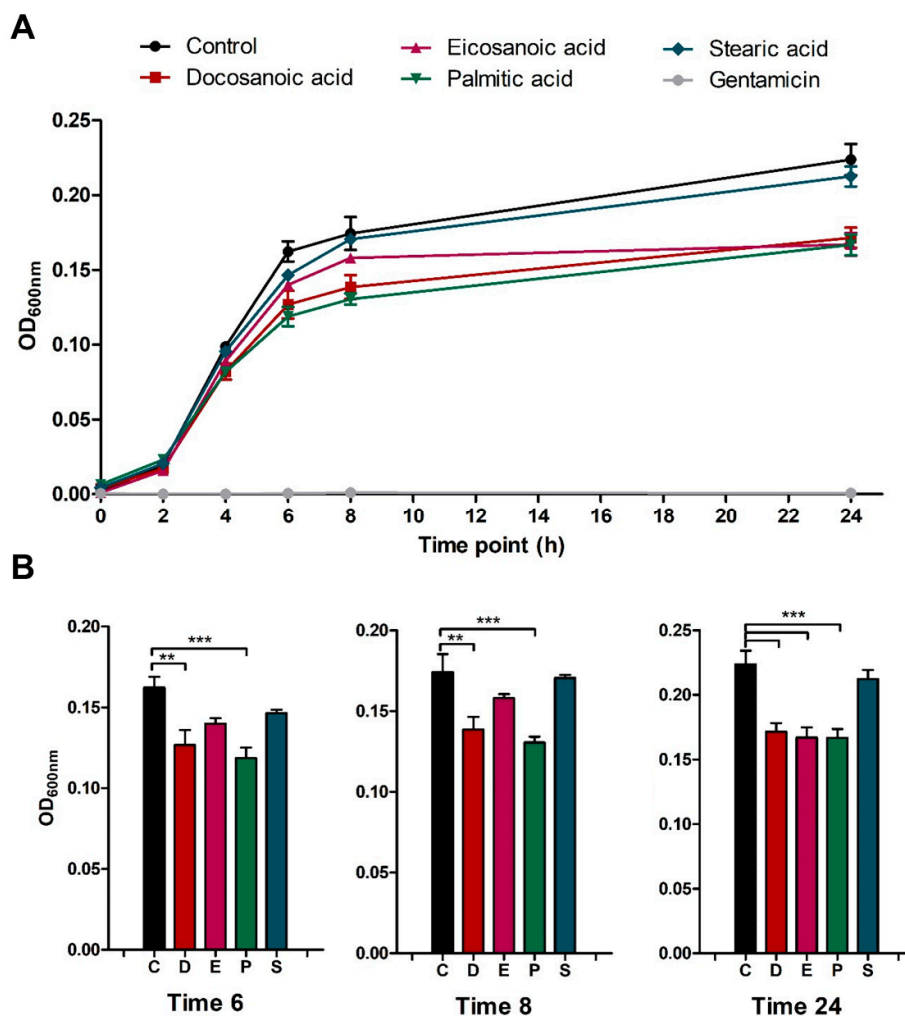 A
Control Eicosanoic acid Stearic acid
Docosanoic acid Palmitic acid Gentamicin
0.25
0.20
0.15
0.10
0.05
0.00
OD600nm
0 2 4 6 8 10 12 14 16 18 20 22 24
Time point (h)
B
0.20
0.15
0.10
0.05
0.00
OD600nm
***
**
C D E P S
Time 6
0.20
0.15
0.10
0.05
0.00
***
**
C D E P S
Time 8
0.25
0.20
0.15
0.10
0.05
0.00
***
C D E P S
Time 24